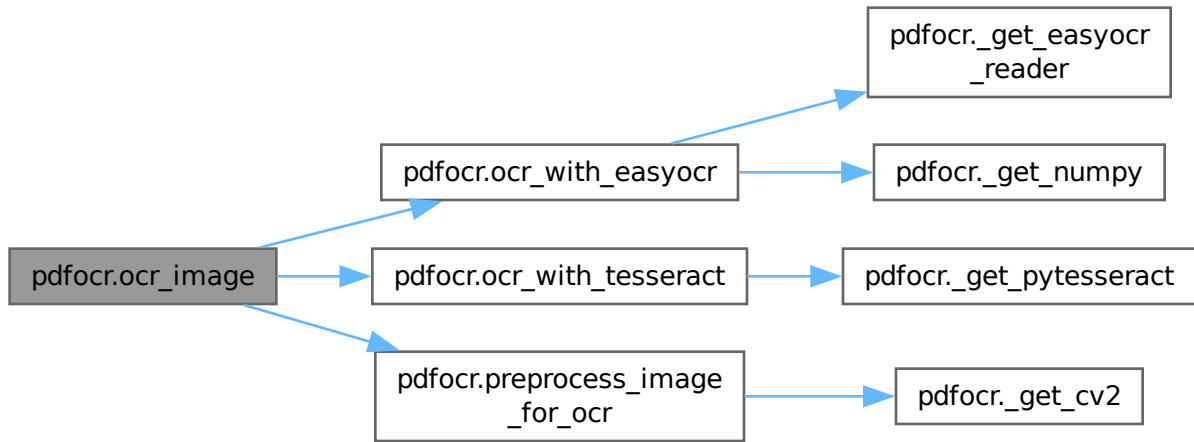 pdfocr.ocr_image
pdfocr.ocr_with_easyocr
pdfocr._get_easyocr
_reader
pdfocr._get_numpy
pdfocr.ocr_with_tesseract
pdfocr._get_pytesseract
pdfocr.preprocess_image
_for_ocr
pdfocr._get_cv2